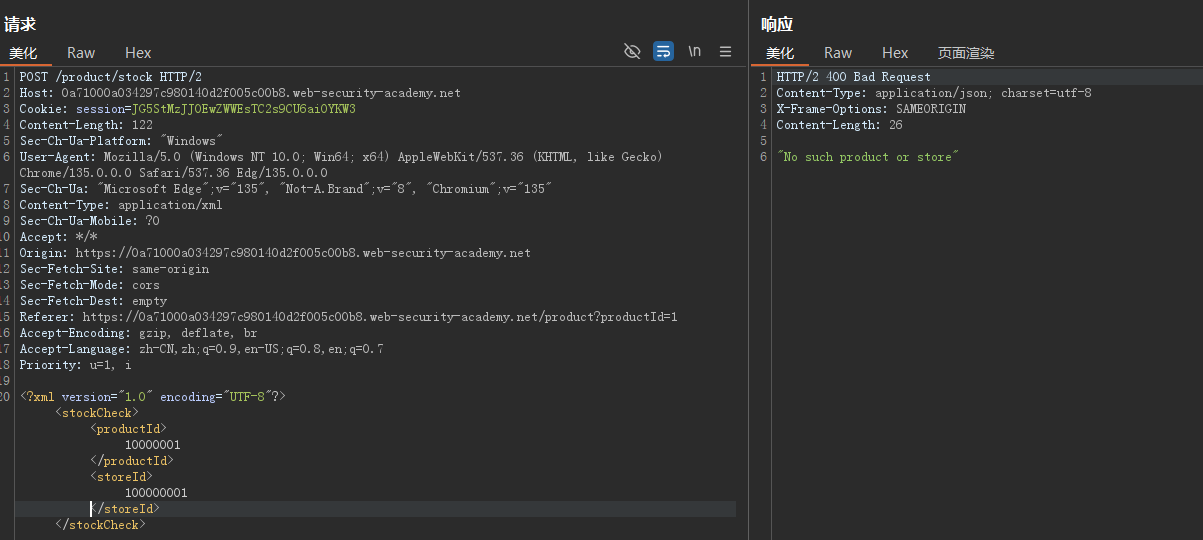 请求
美化 Raw Hex \n
1 POST /product/stock HTTP/2
2 Host: 0a71000a034297c980140d2f005c00b8.web-security-academy.net
3 Cookie: session=JG5StMzJJOEwZWWEsTC2s9CU6aiOYKW3
4 Content-Length: 122
5 Sec-Ch-Ua-Platform: "Windows"
6 User-Agent: Mozilla/5.0 (Windows NT 10.0; Win64; x64) AppleWebKit/537.36 (KHTML, like Gecko)
Chrome/135.0.0.0 Safari/537.36 Edg/135.0.0.0
7 Sec-Ch-Ua: "Microsoft Edge";v="135", "Not-A.Brand";v="8", "Chromium";v="135"
8 Content-Type: application/xml
9 Sec-Ch-Ua-Mobile: ?0
10 Accept: */*
11 Origin: https://0a71000a034297c980140d2f005c00b8.web-security-academy.net
12 Sec-Fetch-Site: same-origin
13 Sec-Fetch-Mode: cors
14 Sec-Fetch-Dest: empty
15 Referer: https://0a71000a034297c980140d2f005c00b8.web-security-academy.net/product?productId=1
16 Accept-Encoding: gzip, deflate, br
17 Accept-Language: zh-CN,zh;q=0.9,en-US;q=0.8,en;q=0.7
18 Priority: u=1, i
19
20 <?xml version="1.0" encoding="UTF-8"?>
<stockCheck>
<productId>
10000001
</productId>
<storeId>
100000001
</storeId>
</stockCheck>
响应
美化 Raw Hex 页面渲染
1 HTTP/2 400 Bad Request
2 Content-Type: application/json; charset=utf-8
3 X-Frame-Options: SAMEORIGIN
4 Content-Length: 26
5
6 "No such product or store"